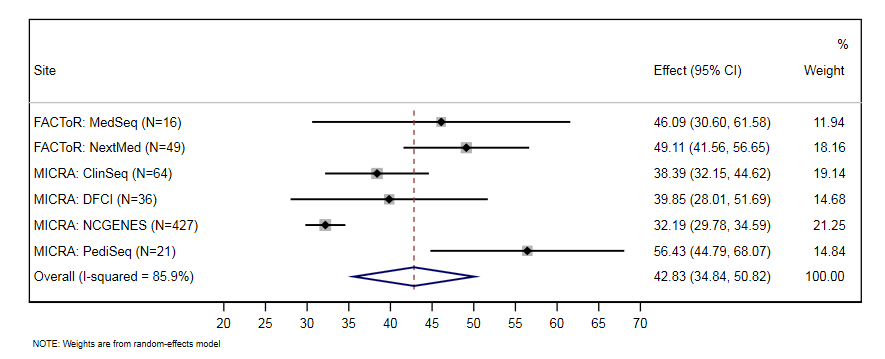 %
Site Effect (95% CI) Weight
FACToR: MedSeq (N=16) 46.09 (30.60, 61.58) 11.94
FACToR: NextMed (N=49) 49.11 (41.56, 56.65) 18.16
MICRA: ClinSeq (N=64) 38.39 (32.15, 44.62) 19.14
MICRA: DFCI (N=36) 39.85 (28.01, 51.69) 14.68
MICRA: NCGENES (N=427) 32.19 (29.78, 34.59) 21.25
MICRA: PediSeq (N=21) 56.43 (44.79, 68.07) 14.84
Overall (I-squared = 85.9%) 42.83 (34.84, 50.82) 100.00
20 25 30 35 40 45 50 55 60 65 70
NOTE: Weights are from random-effects model